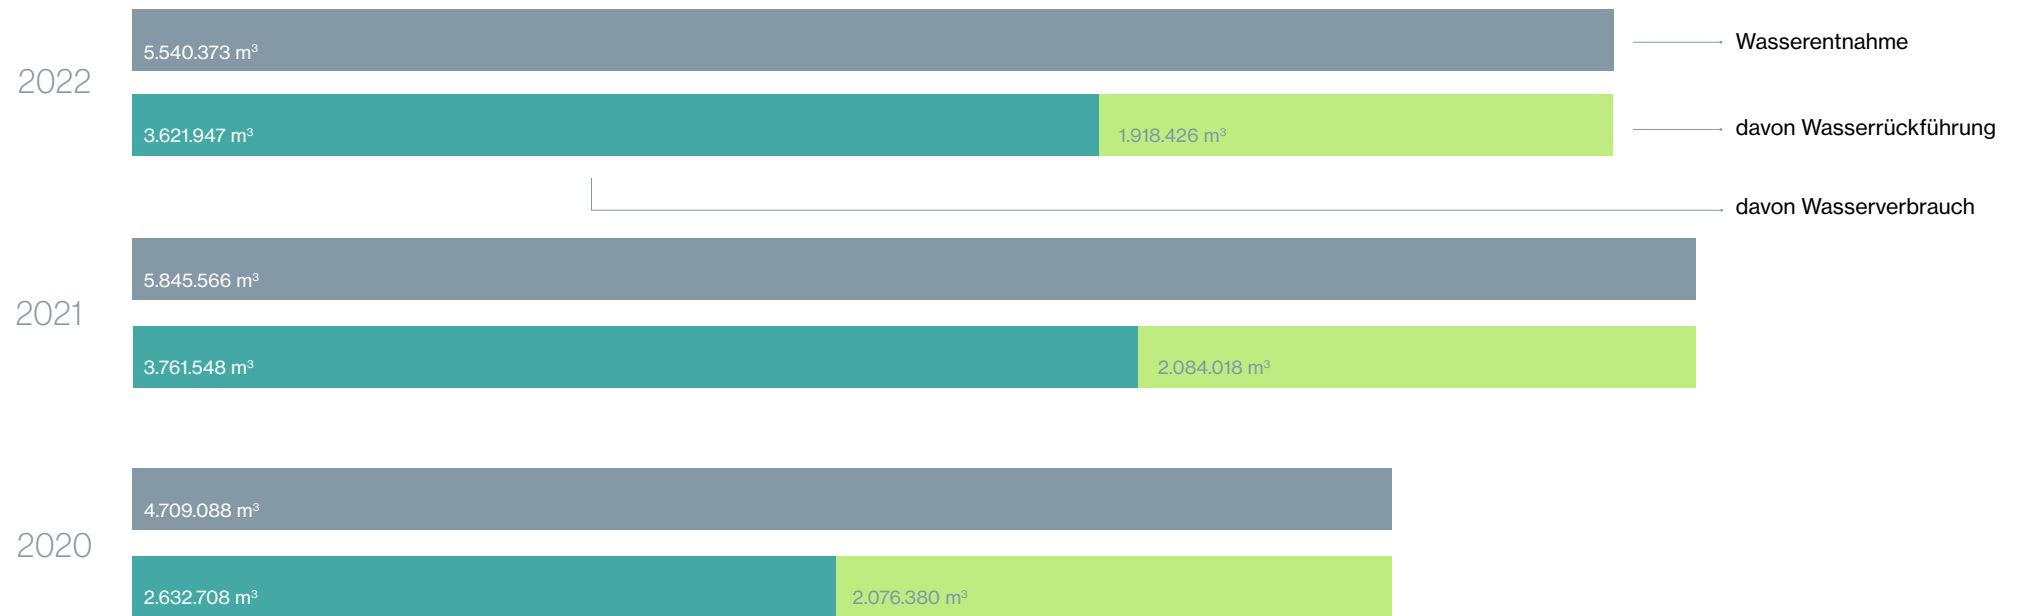 2022
5.540.373 m³
Wasserentnahme
3.621.947 m³
1.918.426 m³
davon Wasserrückführung
davon Wasserverbrauch
2021
5.845.566 m³
3.761.548 m³
2.084.018 m³
2020
4.709.088 m³
2.632.708 m³
2.076.380 m³